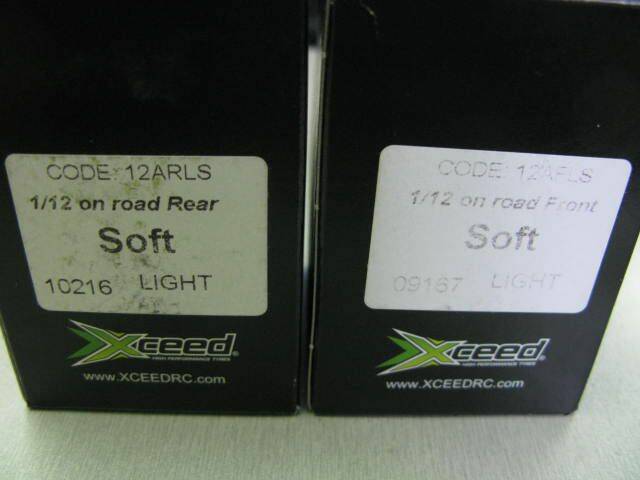 CODE: 12ARLS
1/12 on road Rear
Soft
10216 LIGHT
Xceed
HIGH PERFORMANCE TYRES
www.XCEEDRC.com
CODE: 12AFLS
1/12 on road Front
Soft
09167 LIGHT
Xceed
HIGH PERFORMANCE TYRES
www.XCEEDRC.com